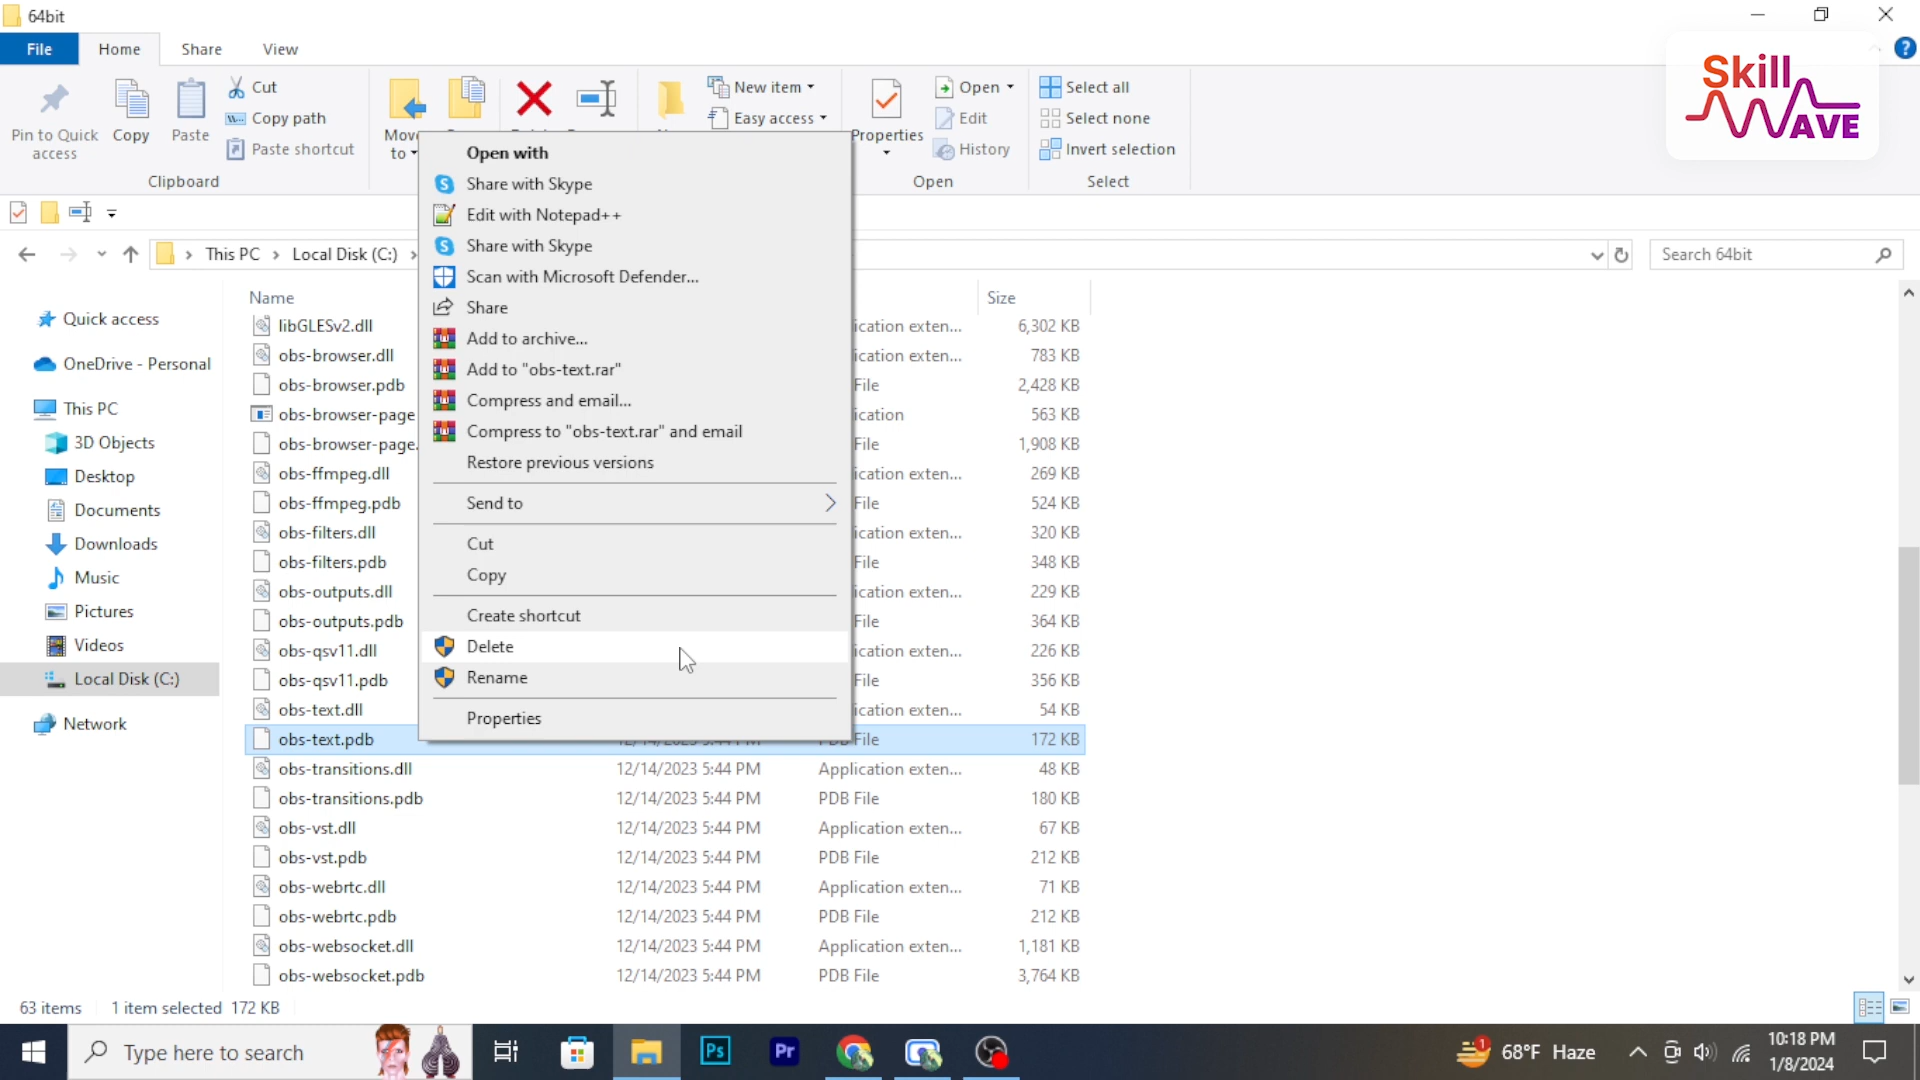 64bit
File Home Share View
Skill
WAVE
Pin to Quick access
Copy
Paste
Cut
Copy path
Paste shortcut
Clipboard
Move to
New item
Easy access
Properties
Open
Edit
History
Open
Select all
Select none
Invert selection
Select
This PC > Local Disk (C:) >
Search 64bit
Quick access
OneDrive - Personal
This PC
3D Objects
Desktop
Documents
Downloads
Music
Pictures
Videos
Local Disk (C:)
Network
Open with
Share with Skype
Edit with Notepad++
Share with Skype
Scan with Microsoft Defender...
Share
Add to archive...
Add to "obs-text.rar"
Compress and email...
Compress to "obs-text.rar" and email
Restore previous versions
Send to
Cut
Copy
Create shortcut
Delete
Rename
Properties
Name Size
libGLESv2.dll ication exten... 6,302 KB
obs-browser.dll ication exten... 783 KB
obs-browser.pdb File 2,428 KB
obs-browser-page ication 563 KB
obs-browser-page. File 1,908 KB
obs-ffmpeg.dll ication exten... 269 KB
obs-ffmpeg.pdb File 524 KB
obs-filters.dll ication exten... 320 KB
obs-filters.pdb File 348 KB
obs-outputs.dll ication exten... 229 KB
obs-outputs.pdb File 364 KB
obs-qsv11.dll ication exten... 226 KB
obs-qsv11.pdb File 356 KB
obs-text.dll ication exten... 54 KB
obs-text.pdb 12/14/2023 5:44 PM PDB File 172 KB
obs-transitions.dll 12/14/2023 5:44 PM Application exten... 48 KB
obs-transitions.pdb 12/14/2023 5:44 PM PDB File 180 KB
obs-vst.dll 12/14/2023 5:44 PM Application exten... 67 KB
obs-vst.pdb 12/14/2023 5:44 PM PDB File 212 KB
obs-webrtc.dll 12/14/2023 5:44 PM Application exten... 71 KB
obs-webrtc.pdb 12/14/2023 5:44 PM PDB File 212 KB
obs-websocket.dll 12/14/2023 5:44 PM Application exten... 1,181 KB
obs-websocket.pdb 12/14/2023 5:44 PM PDB File 3,764 KB
63 items 1 item selected 172 KB
Type here to search
Ps
Pr
1
68°F Haze
10:18 PM
1/8/2024